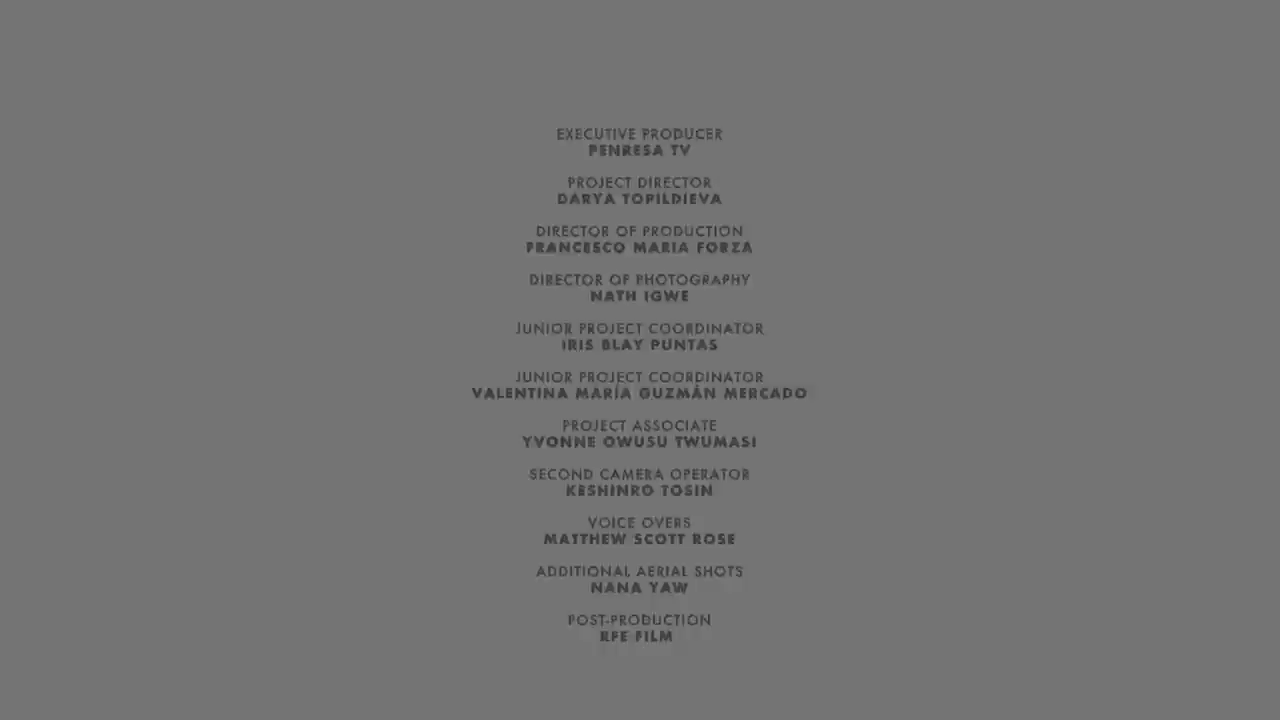 EXECUTIVE PRODUCER
PENRESA TV
PROJECT DIRECTOR
DARYA TOPILDIEVA
DIRECTOR OF PRODUCTION
FRANCESCO MARIA FORZA
DIRECTOR OF PHOTOGRAPHY
NATH IGWE
JUNIOR PROJECT COORDINATOR
IRIS BLAY PUNTAS
JUNIOR PROJECT COORDINATOR
VALENTINA MARÍA GUZMÁN MERCADO
PROJECT ASSOCIATE
YVONNE OWUSU TWUMASI
SECOND CAMERA OPERATOR
KESHINRO TOSIN
VOICE OVERS
MATTHEW SCOTT ROSE
ADDITIONAL AERIAL SHOTS
NANA YAW
POST-PRODUCTION
RFE FILM